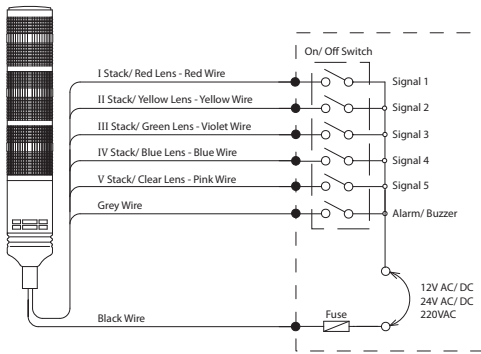 On/ Off Switch
I Stack/ Red Lens - Red Wire
Signal 1
II Stack/ Yellow Lens - Yellow Wire
Signal 2
III Stack/ Green Lens - Violet Wire
Signal 3
IV Stack/ Blue Lens - Blue Wire
Signal 4
V Stack/ Clear Lens - Pink Wire
Signal 5
Grey Wire
Alarm/ Buzzer
12V AC/ DC
24V AC/ DC
220VAC
Black Wire
Fuse